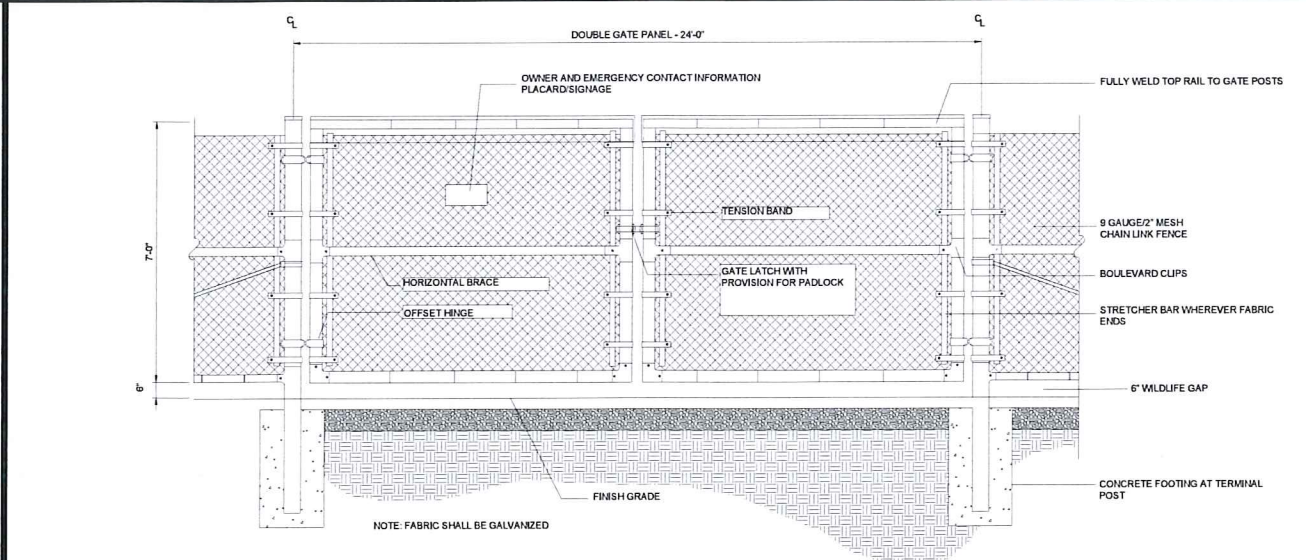 ℄
℄
DOUBLE GATE PANEL - 24'-0"
OWNER AND EMERGENCY CONTACT INFORMATION
PLACARD/SIGNAGE
FULLY WELD TOP RAIL TO GATE POSTS
TENSION BAND
9 GAUGE/2" MESH
CHAIN LINK FENCE
7'-0"
HORIZONTAL BRACE
GATE LATCH WITH
PROVISION FOR PADLOCK
BOULEVARD CLIPS
OFFSET HINGE
STRETCHER BAR WHEREVER FABRIC
ENDS
6"
6" WILDLIFE GAP
FINISH GRADE
CONCRETE FOOTING AT TERMINAL
POST
NOTE: FABRIC SHALL BE GALVANIZED